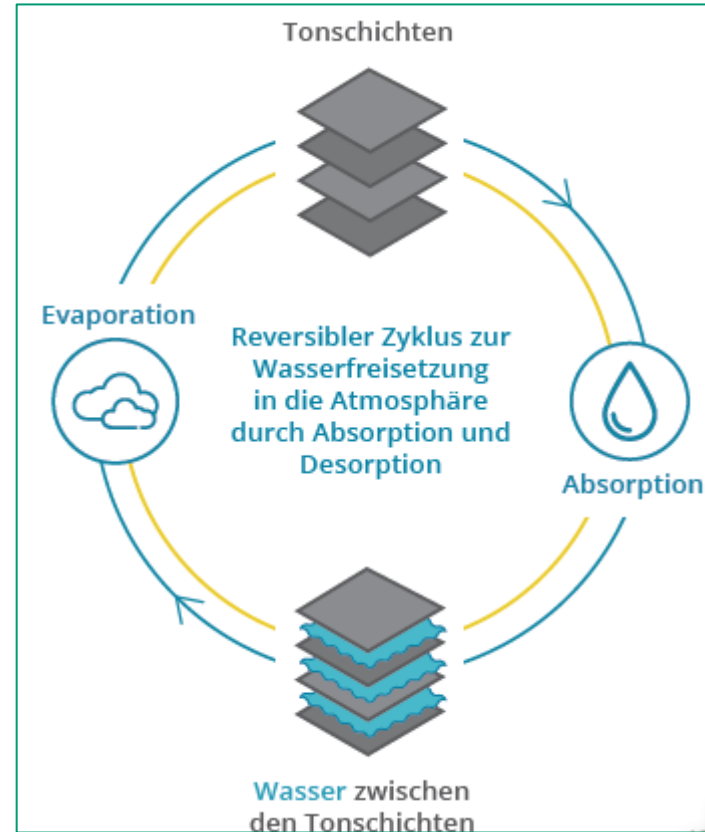 Tonschichten
Evaporation
Reversibler Zyklus zur
Wasserfreisetzung
in die Atmosphäre
durch Absorption und
Desorption
Absorption
Wasser zwischen
den Tonschichten